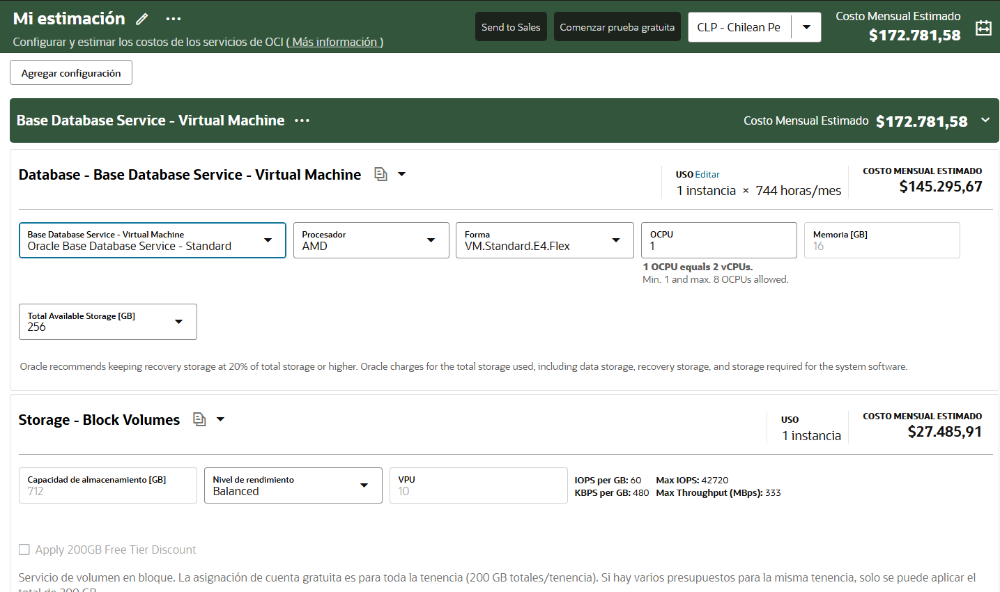 Mi estimación
Configurar y estimar los costos de los servicios de OCI ( Más información )
Send to Sales
Comenzar prueba gratuita
CLP - Chilean Pe
Costo Mensual Estimado
$172.781,58
Agregar configuración
Base Database Service - Virtual Machine
Costo Mensual Estimado $172.781,58
Database - Base Database Service - Virtual Machine
USO Editar
1 instancia × 744 horas/mes
COSTO MENSUAL ESTIMADO
$145.295,67
Base Database Service - Virtual Machine
Oracle Base Database Service - Standard
Procesador
AMD
Forma
VM.Standard.E4.Flex
OCPU
1
1 OCPU equals 2 vCPUs.
Min. 1 and max. 8 OCPUs allowed.
Memoria [GB]
16
Total Available Storage [GB]
256
Oracle recommends keeping recovery storage at 20% of total storage or higher. Oracle charges for the total storage used, including data storage, recovery storage, and storage required for the system software.
Storage - Block Volumes
USO
1 instancia
COSTO MENSUAL ESTIMADO
$27.485,91
Capacidad de almacenamiento [GB]
712
Nivel de rendimiento
Balanced
VPU
10
IOPS per GB: 60 Max IOPS: 42720
KBPS per GB: 480 Max Throughput (MBps): 333
Apply 200GB Free Tier Discount
Servicio de volumen en bloque. La asignación de cuenta gratuita es para toda la tenencia (200 GB totales/tenencia). Si hay varios presupuestos para la misma tenencia, solo se puede aplicar el
total de 200 GB.